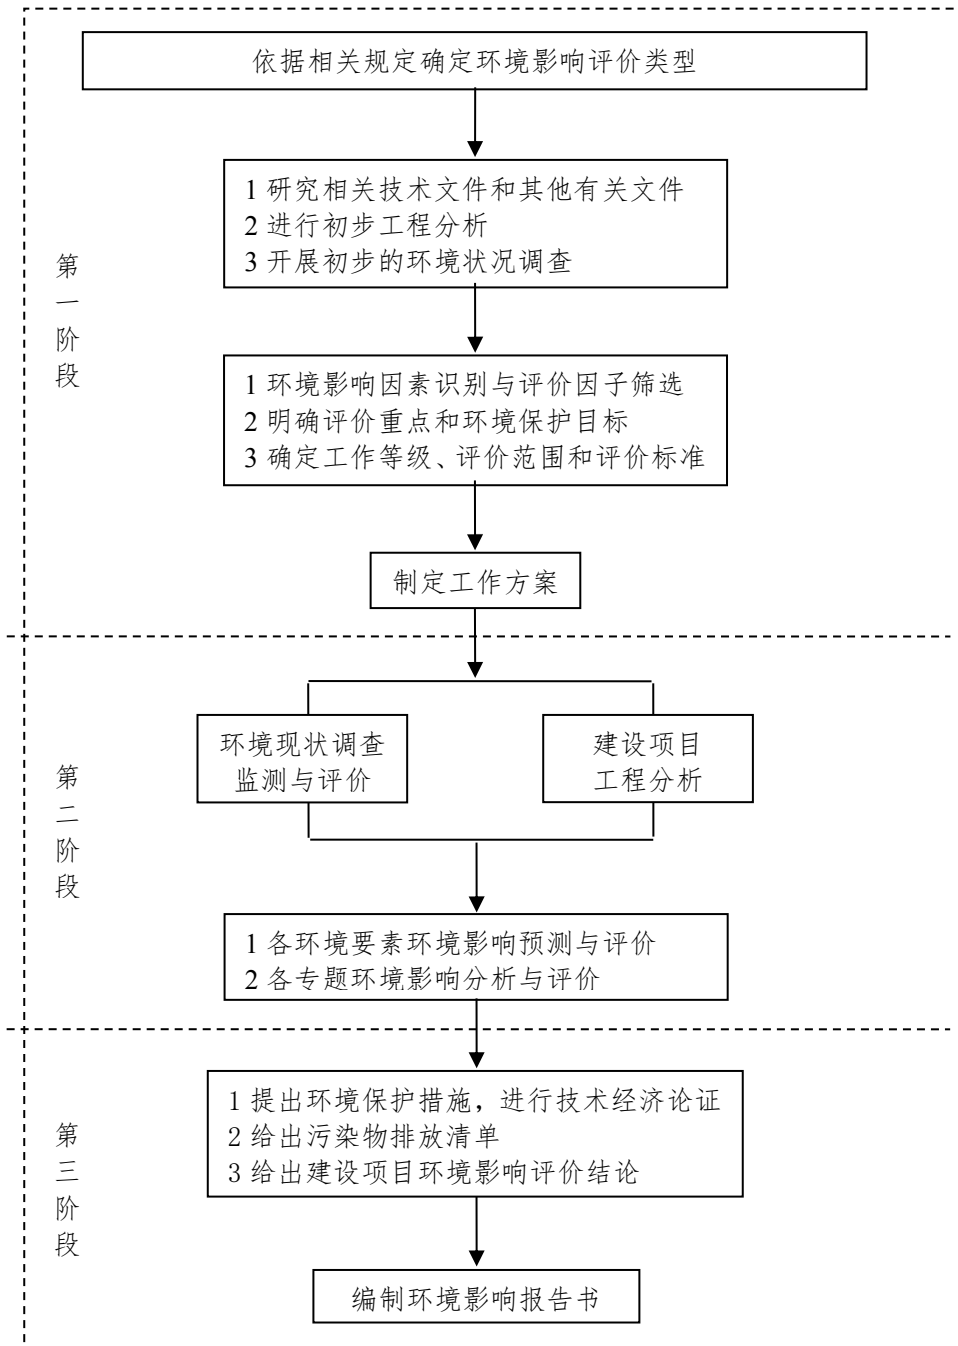 依据相关规定确定环境影响评价类型
1 研究相关技术文件和其他有关文件
2 进行初步工程分析
3 开展初步的环境状况调查
第一阶段
1 环境影响因素识别与评价因子筛选
2 明确评价重点和环境保护目标
3 确定工作等级、评价范围和评价标准
制定工作方案
环境现状调查
监测与评价
建设项目
工程分析
第二阶段
1 各环境要素环境影响预测与评价
2 各专题环境影响分析与评价
1 提出环境保护措施，进行技术经济论证
2 给出污染物排放清单
3 给出建设项目环境影响评价结论
第三阶段
编制环境影响报告书